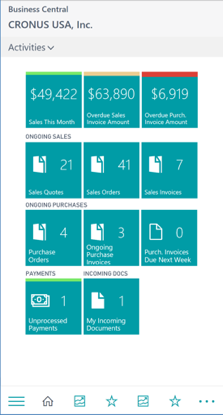 Business Central
CRONUS USA, Inc.
Activities
$49,422
Sales This Month
$63,890
Overdue Sales
Invoice Amount
$6,919
Overdue Purch.
Invoice Amount
ONGOING SALES
21
Sales Quotes
41
Sales Orders
7
Sales Invoices
ONGOING PURCHASES
4
Purchase
Orders
3
Ongoing
Purchase
Invoices
0
Purch. Invoices
Due Next Week
PAYMENTS
INCOMING DOCS
1
Unprocessed
Payments
1
My Incoming
Documents